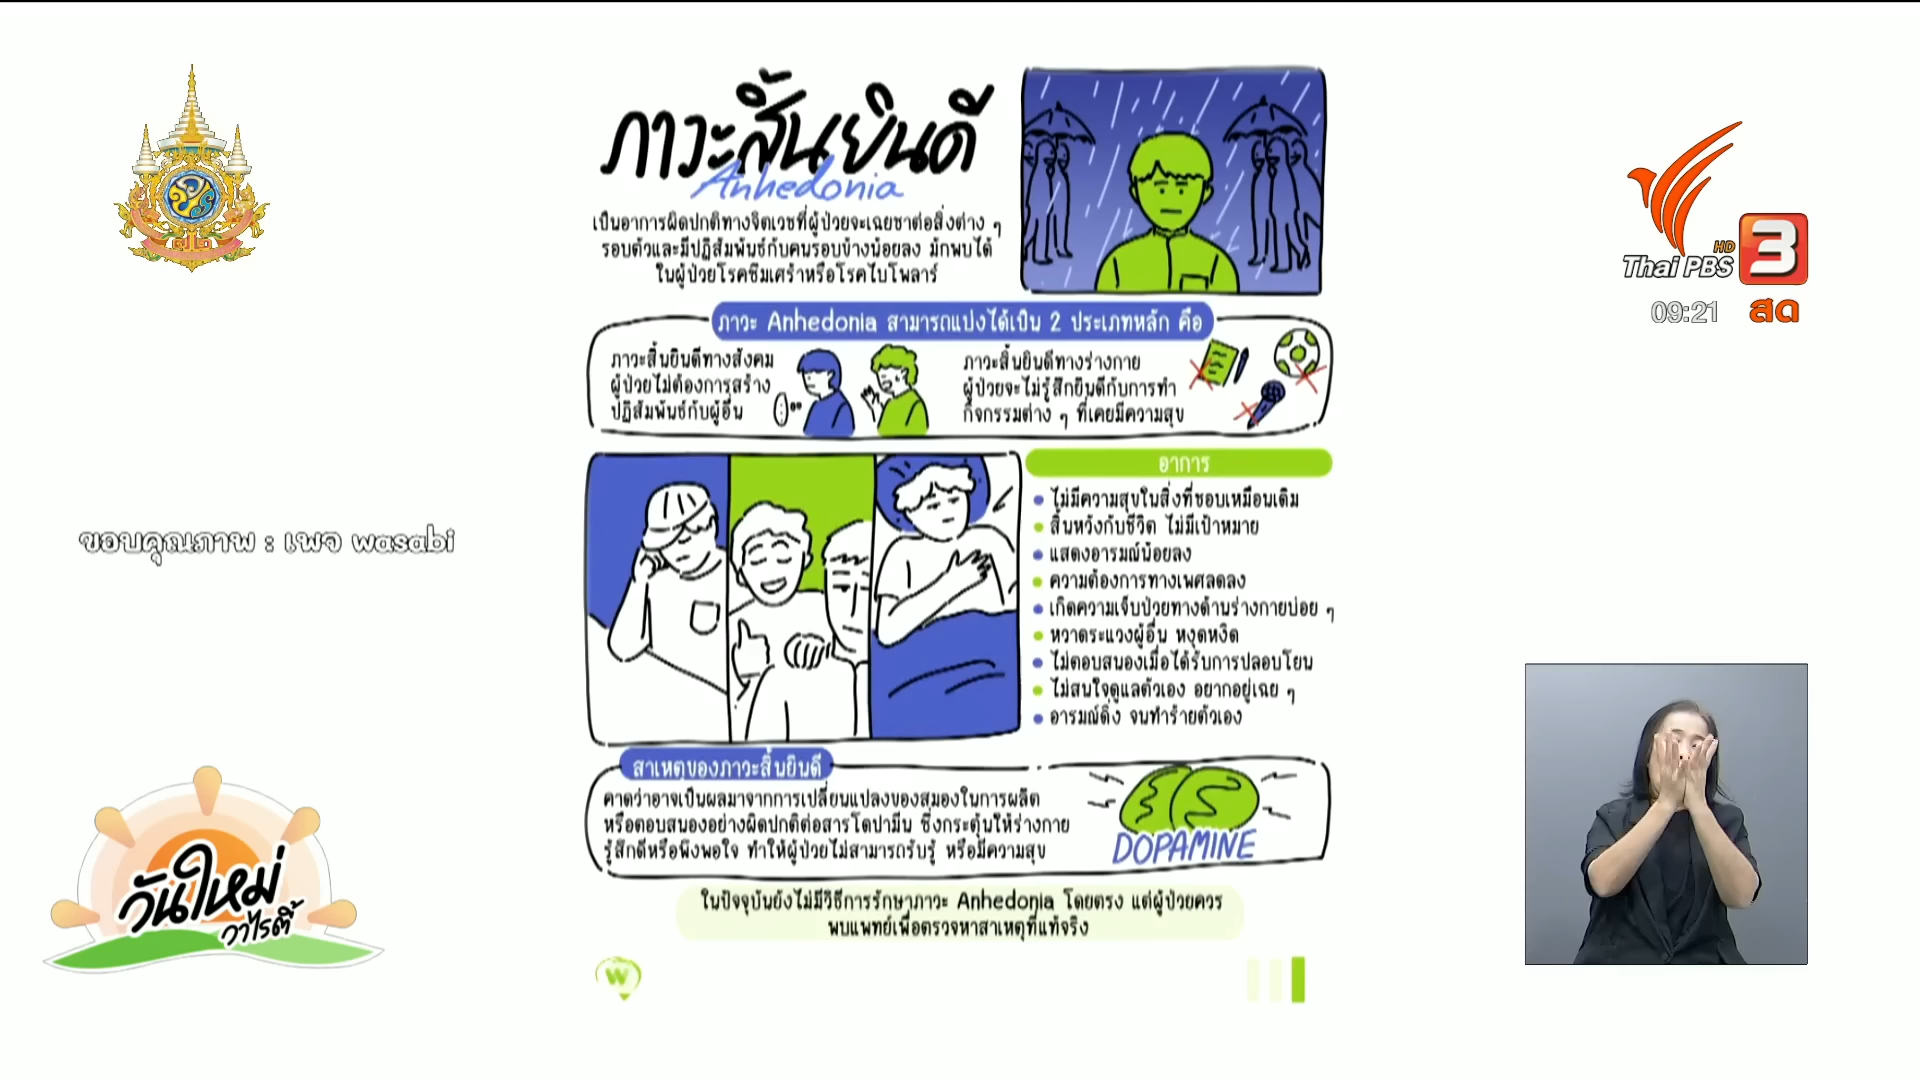 ภาวะสิ้นยินดี
Anhedonia
เป็นอาการผิดปกติทางจิตเวชที่ผู้ป่วยจะเฉยชาต่อสิ่งต่าง ๆ
รอบตัวและมีปฏิสัมพันธ์กับคนรอบข้างน้อยลง มักพบได้
ในผู้ป่วยโรคซึมเศร้าหรือโรคไบโพลาร์
ภาวะ Anhedonia สามารถแบ่งได้เป็น 2 ประเภทหลัก คือ
ภาวะสิ้นยินดีทางสังคม
ผู้ป่วยไม่ต้องการสร้าง
ปฏิสัมพันธ์กับผู้อื่น
ภาวะสิ้นยินดีทางร่างกาย
ผู้ป่วยจะไม่รู้สึกยินดีกับการทำ
กิจกรรมต่าง ๆ ที่เคยมีความสุข
อาการ
ไม่มีความสุขในสิ่งที่ชอบเหมือนเดิม
สิ้นหวังกับชีวิต ไม่มีเป้าหมาย
แสดงอารมณ์น้อยลง
ความต้องการทางเพศลดลง
เกิดความเจ็บป่วยทางด้านร่างกายบ่อย ๆ
หวาดระแวงผู้อื่น หงุดหงิด
ไม่ตอบสนองเมื่อได้รับการปลอบโยน
ไม่สนใจดูแลตัวเอง อยากอยู่เฉย ๆ
อารมณ์ดิ่ง จนทำร้ายตัวเอง
สาเหตุของภาวะสิ้นยินดี
คาดว่าอาจเป็นผลมาจากการเปลี่ยนแปลงของสมองในการผลิต
หรือตอบสนองอย่างผิดปกติต่อสารโดปามีน ซึ่งกระตุ้นให้ร่างกาย
รู้สึกดีหรือพึงพอใจ ทำให้ผู้ป่วยไม่สามารถรับรู้ หรือมีความสุข
DOPAMINE
ในปัจจุบันยังไม่มีวิธีการรักษาภาวะ Anhedonia โดยตรง แต่ผู้ป่วยควร
พบแพทย์เพื่อตรวจหาสาเหตุที่แท้จริง
W
ขอบคุณภาพ : เพจ wasabi
วันใหม่
วาไรตี้
๗๒
Thai PBS HD 3
09:21 สด